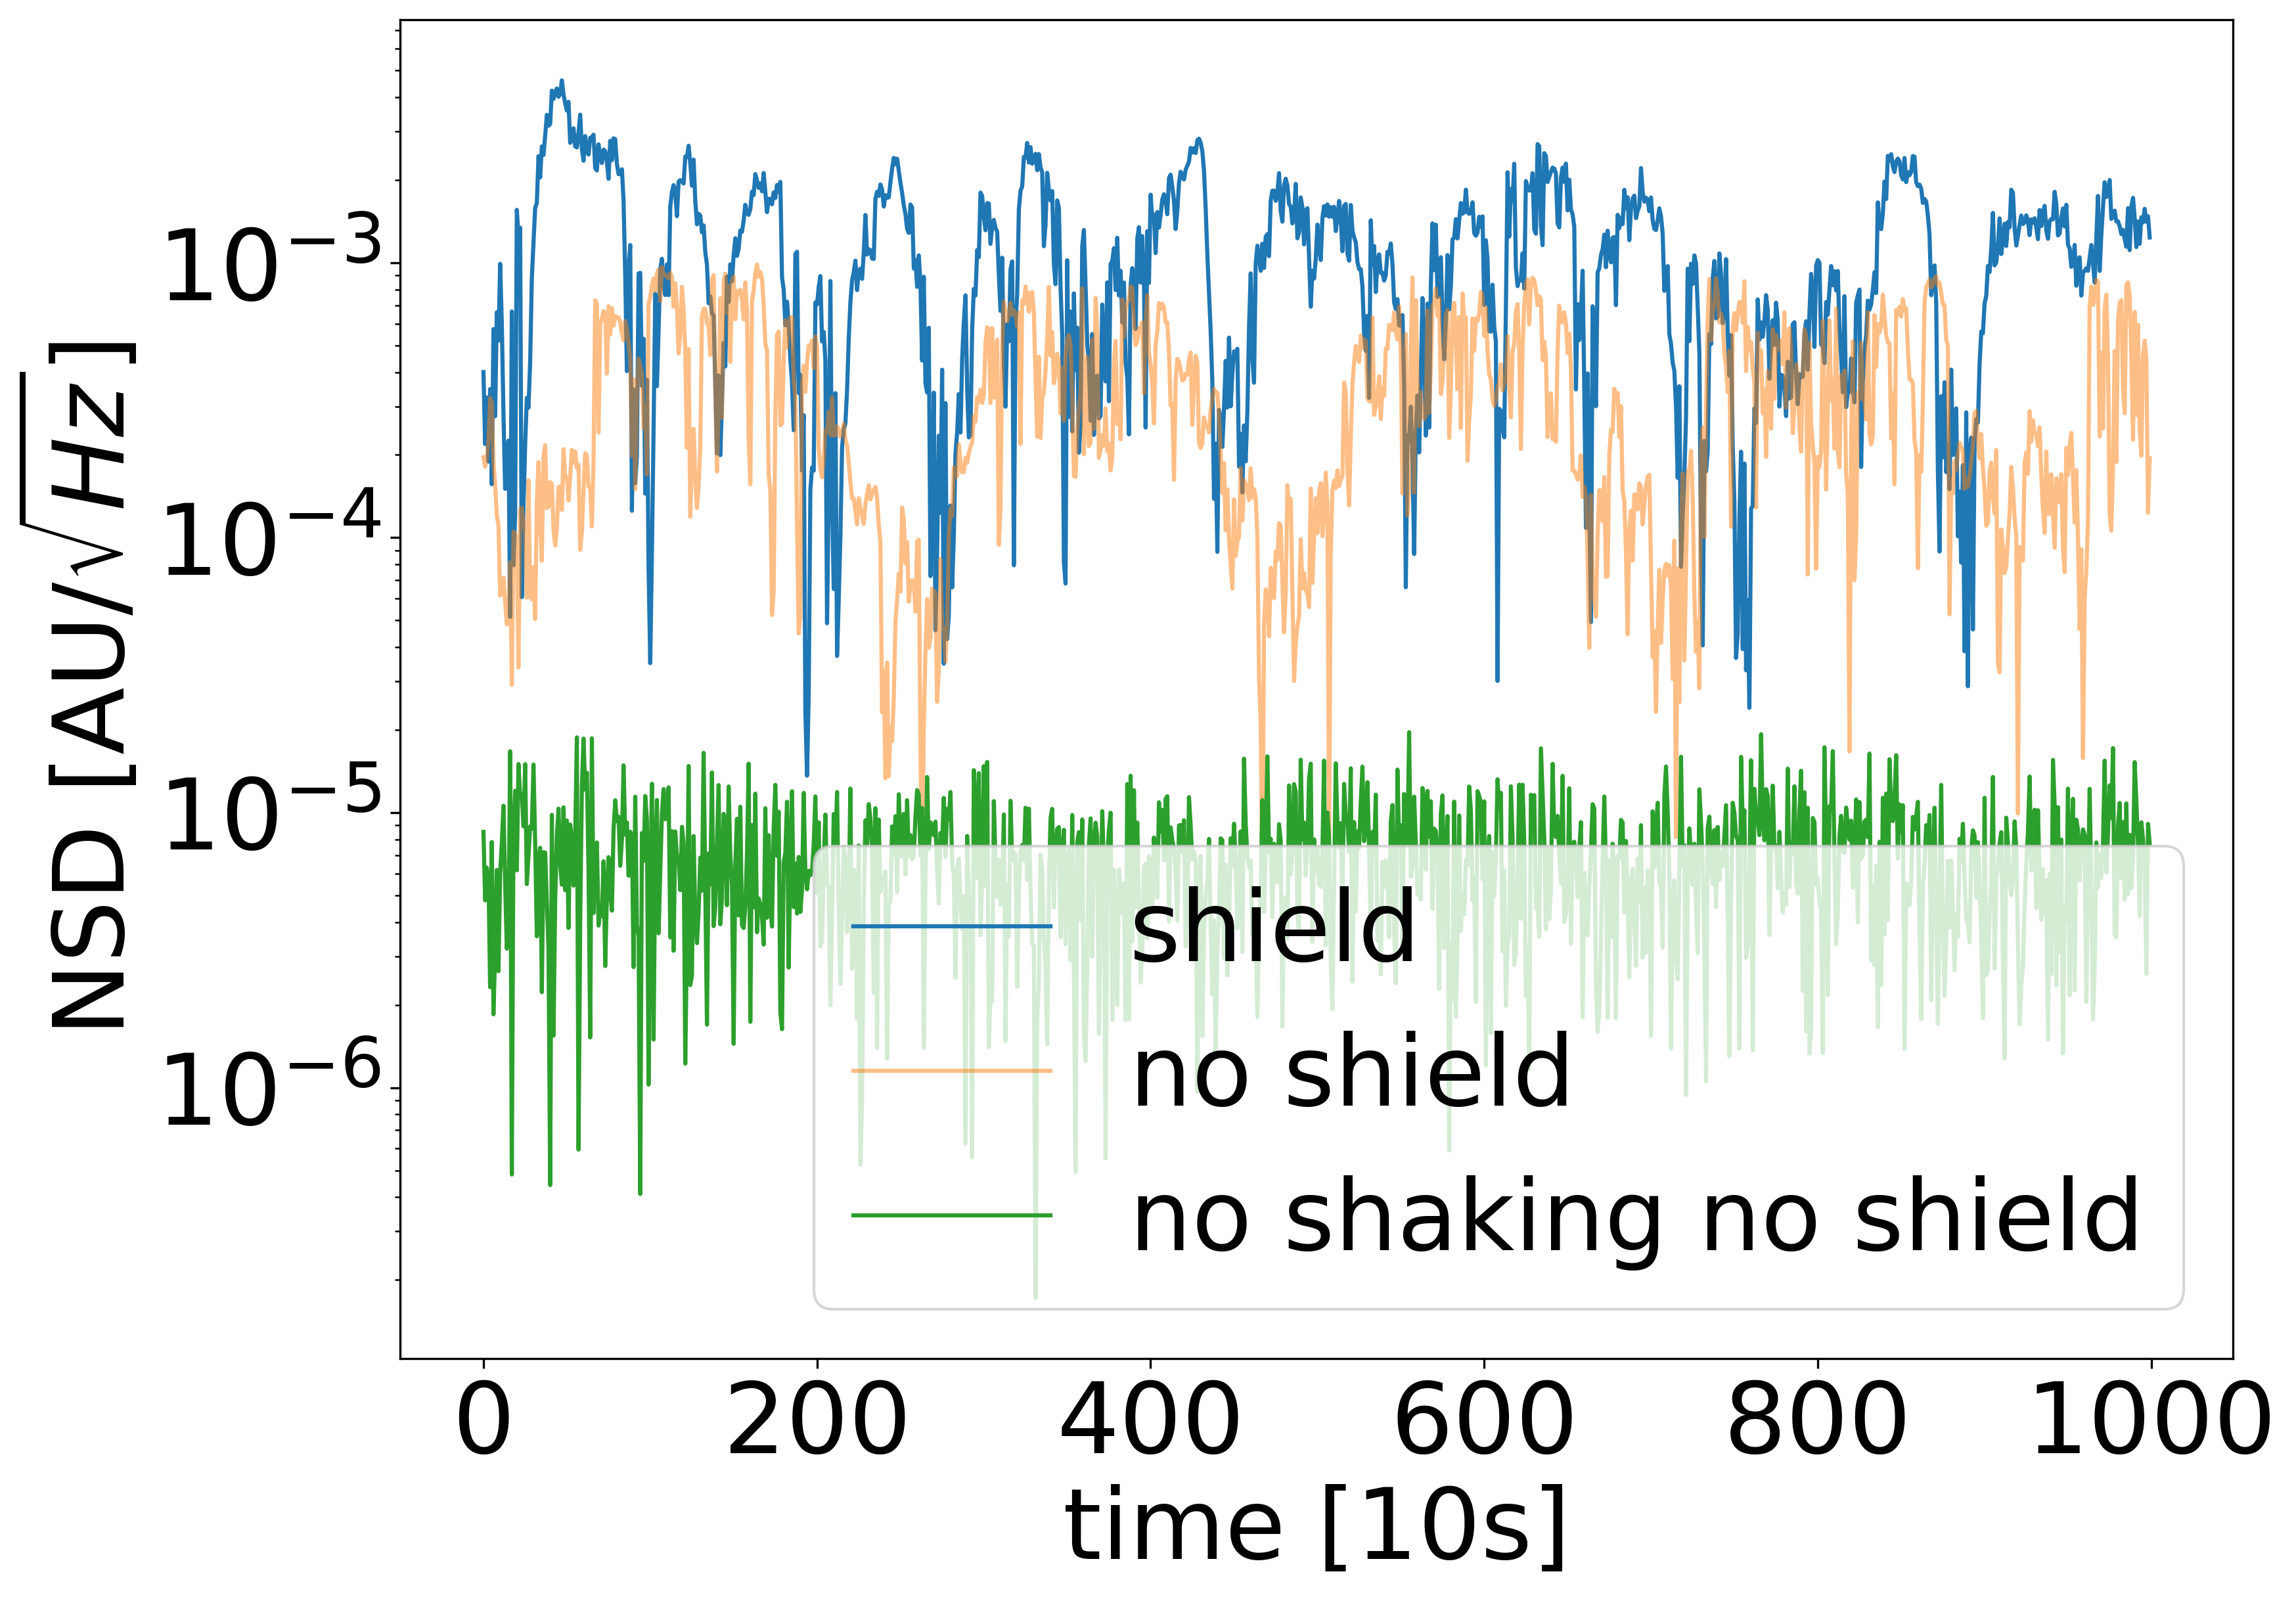 NSD [AU/√Hz]
10⁻³
10⁻⁴
10⁻⁵
10⁻⁶
shield
no shield
no shaking no shield
0 200 400 600 800 1000
time [10s]